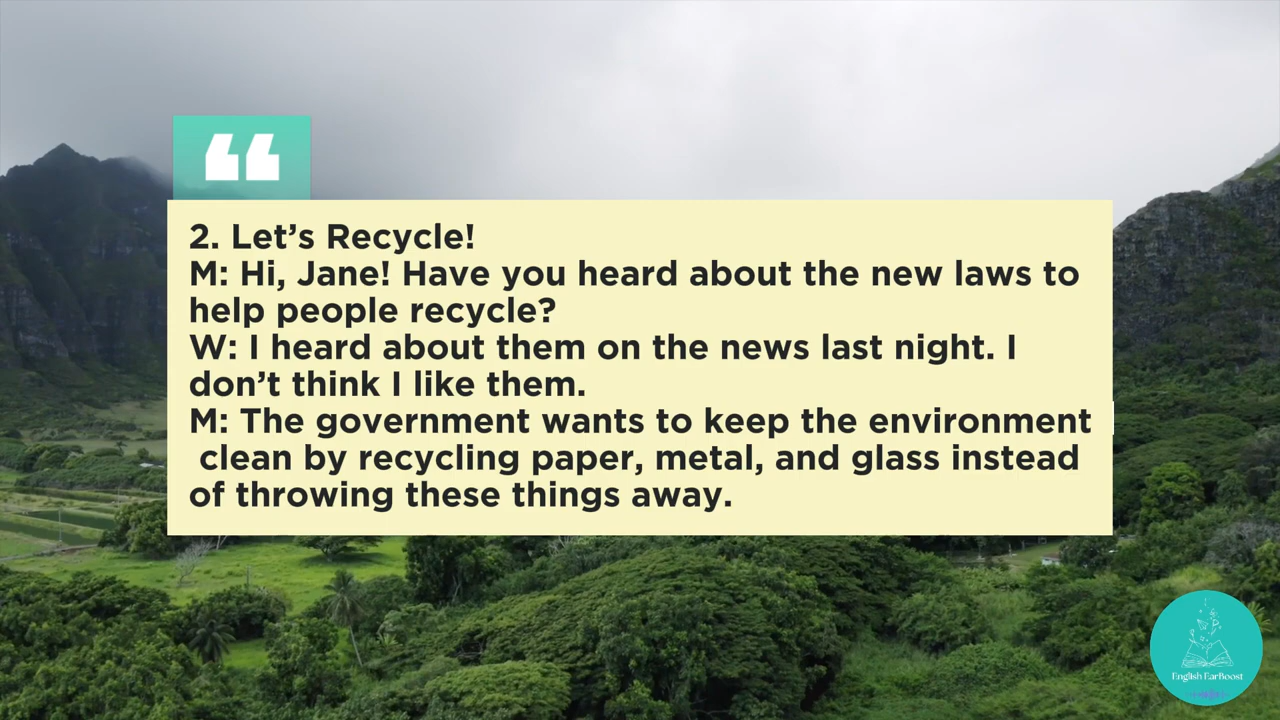 2. Let's Recycle!
M: Hi, Jane! Have you heard about the new laws to
help people recycle?
W: I heard about them on the news last night. I
don't think I like them.
M: The government wants to keep the environment
clean by recycling paper, metal, and glass instead
of throwing these things away.
English EarBoost